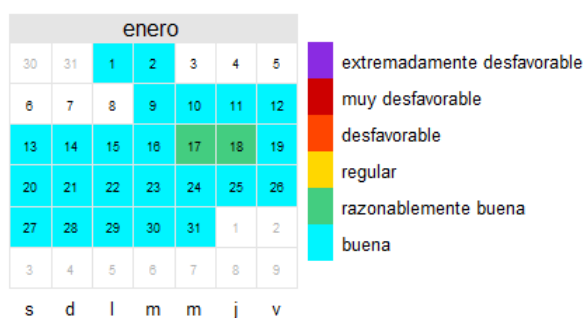 enero
30 31 1 2 3 4 5
6 7 8 9 10 11 12
13 14 15 16 17 18 19
20 21 22 23 24 25 26
27 28 29 30 31 1 2
3 4 5 6 7 8 9
s d l m m j v
extremadamente desfavorable
muy desfavorable
desfavorable
regular
razonablemente buena
buena